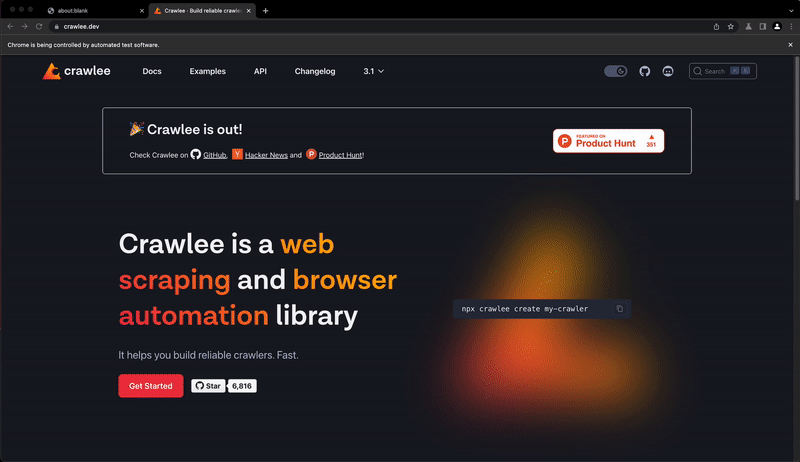 about:blank
Crawlee · Build reliable crawle
crawlee.dev
Chrome is being controlled by automated test software.
crawlee
Docs
Examples
API
Changelog
3.1
Search
K
🎉 Crawlee is out!
Check Crawlee on GitHub, Hacker News and Product Hunt!
FEATURED ON
Product Hunt
351
Crawlee is a web
scraping and browser
automation library
npx crawlee create my-crawler
It helps you build reliable crawlers. Fast.
Get Started
Star
6,816